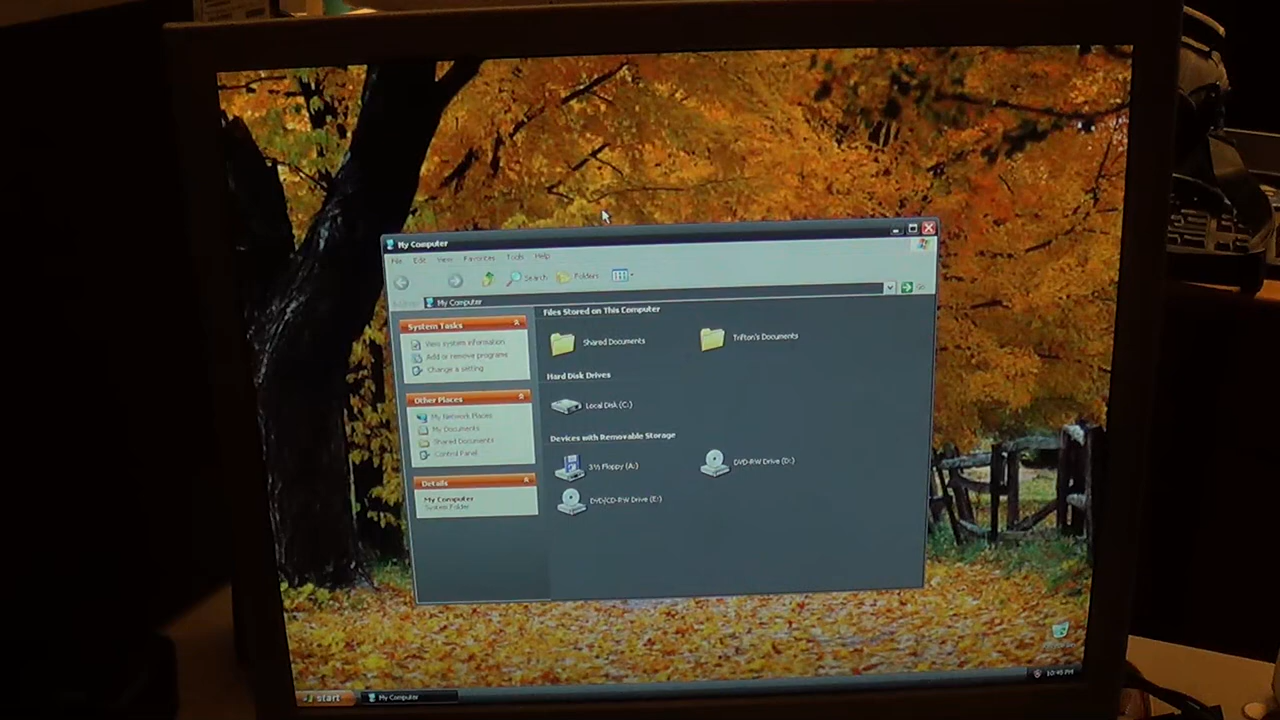 My Computer
File Edit View Favorites Tools Help
Search Folders
My Computer Go
Files Stored on This Computer
System Tasks
View system information
Add or remove programs
Change a setting
Shared Documents
Trifton's Documents
Hard Disk Drives
Local Disk (C:)
Other Places
My Network Places
My Documents
Shared Documents
Control Panel
Devices with Removable Storage
3½ Floppy (A:)
DVD-RW Drive (D:)
DVD/CD-RW Drive (E:)
Details
My Computer
System Folder
start
My Computer